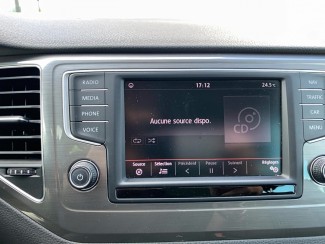 RADIO
MEDIA
PHONE
VOICE
17:12
24.5°
Aucune source dispo.
CD
Source
Sélection
Précédent
Pause
Suivant
Réglages
NAV
TRAFFIC
CAR
MENU